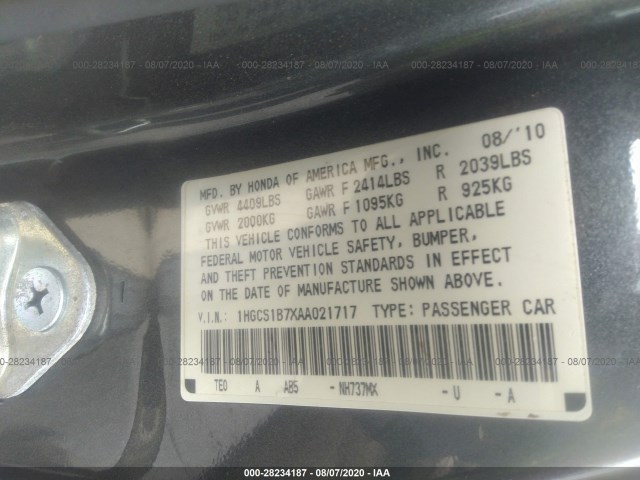 000-28234187 - 08/07/2020 - IAA
MFD. BY HONDA OF AMERICA MFG., INC. 08/'10
GVWR 4409LBS GAWR F 2414LBS R 2039LBS
GVWR 2000KG GAWR F 1095KG R 925KG
THIS VEHICLE CONFORMS TO ALL APPLICABLE
FEDERAL MOTOR VEHICLE SAFETY, BUMPER,
AND THEFT PREVENTION STANDARDS IN EFFECT
ON THE DATE OF MANUFACTURE SHOWN ABOVE.
V.I.N.: 1HGCS1B7XAA021717 TYPE: PASSENGER CAR
TEO A AB5 - NH737MX - U - A
000-28234187 - 08/07/2020 - IAA